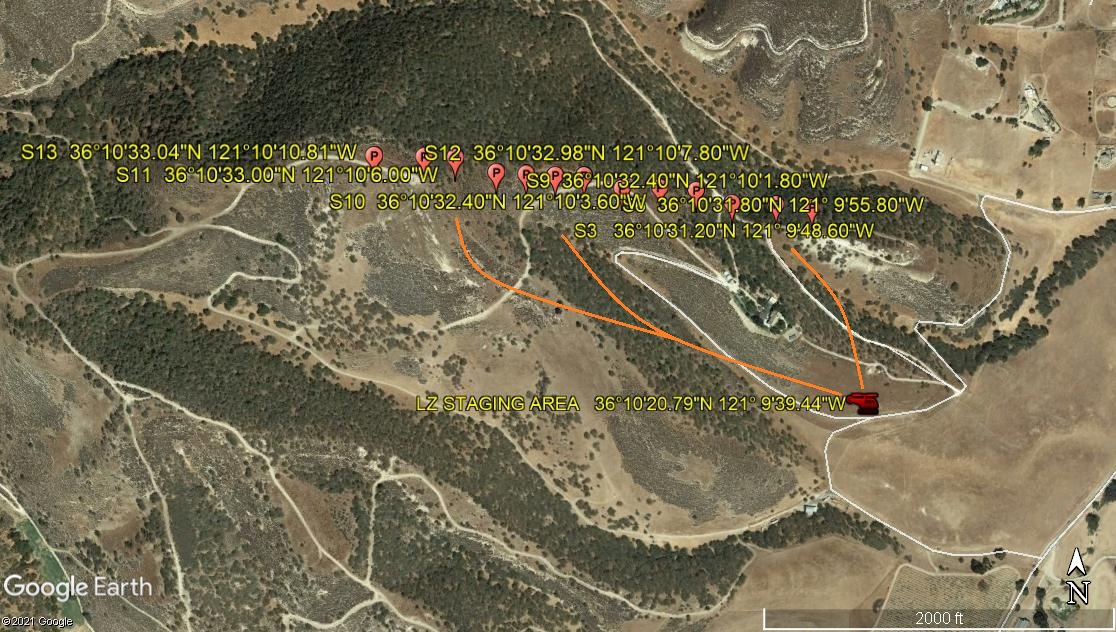 S13 36°10'33.04"N 121°10'10.81"W
S12 36°10'32.98"N 121°10'7.80"W
S11 36°10'33.00"N 121°10'6.00"W
S9 36°10'32.40"N 121°10'1.80"W
S10 36°10'32.40"N 121°10'3.60"W
36°10'31.80"N 121° 9'55.80"W
S3 36°10'31.20"N 121° 9'48.60"W
LZ STAGING AREA 36°10'20.79"N 121° 9'39.44"W
P P P P P P P
Google Earth
©2021 Google
N
2000 ft